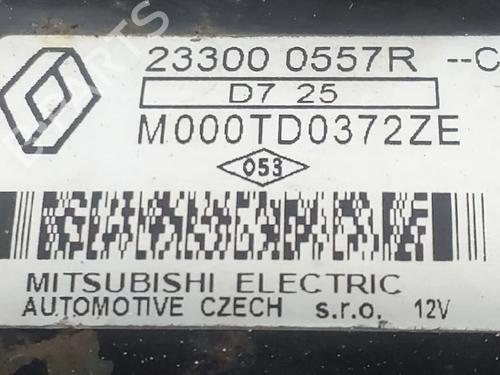 23300 0557R --C
D7 25
M000TD0372ZE
053
MITSUBISHI ELECTRIC
AUTOMOTIVE CZECH s.r.o. 12V